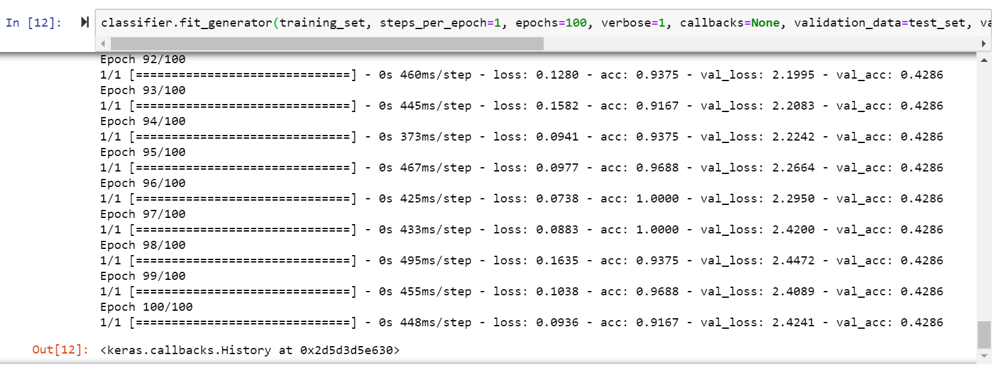 In [12]: classifier.fit_generator(training_set, steps_per_epoch=1, epochs=100, verbose=1, callbacks=None, validation_data=test_set, va
Epoch 92/100
1/1 [==============================] - 0s 460ms/step - loss: 0.1280 - acc: 0.9375 - val_loss: 2.1995 - val_acc: 0.4286
Epoch 93/100
1/1 [==============================] - 0s 445ms/step - loss: 0.1582 - acc: 0.9167 - val_loss: 2.2083 - val_acc: 0.4286
Epoch 94/100
1/1 [==============================] - 0s 373ms/step - loss: 0.0941 - acc: 0.9375 - val_loss: 2.2242 - val_acc: 0.4286
Epoch 95/100
1/1 [==============================] - 0s 467ms/step - loss: 0.0977 - acc: 0.9688 - val_loss: 2.2664 - val_acc: 0.4286
Epoch 96/100
1/1 [==============================] - 0s 425ms/step - loss: 0.0738 - acc: 1.0000 - val_loss: 2.2950 - val_acc: 0.4286
Epoch 97/100
1/1 [==============================] - 0s 433ms/step - loss: 0.0883 - acc: 1.0000 - val_loss: 2.4200 - val_acc: 0.4286
Epoch 98/100
1/1 [==============================] - 0s 495ms/step - loss: 0.1635 - acc: 0.9375 - val_loss: 2.4472 - val_acc: 0.4286
Epoch 99/100
1/1 [==============================] - 0s 455ms/step - loss: 0.1038 - acc: 0.9688 - val_loss: 2.4089 - val_acc: 0.4286
Epoch 100/100
1/1 [==============================] - 0s 448ms/step - loss: 0.0936 - acc: 0.9167 - val_loss: 2.4241 - val_acc: 0.4286
Out[12]: <keras.callbacks.History at 0x2d5d3d5e630>